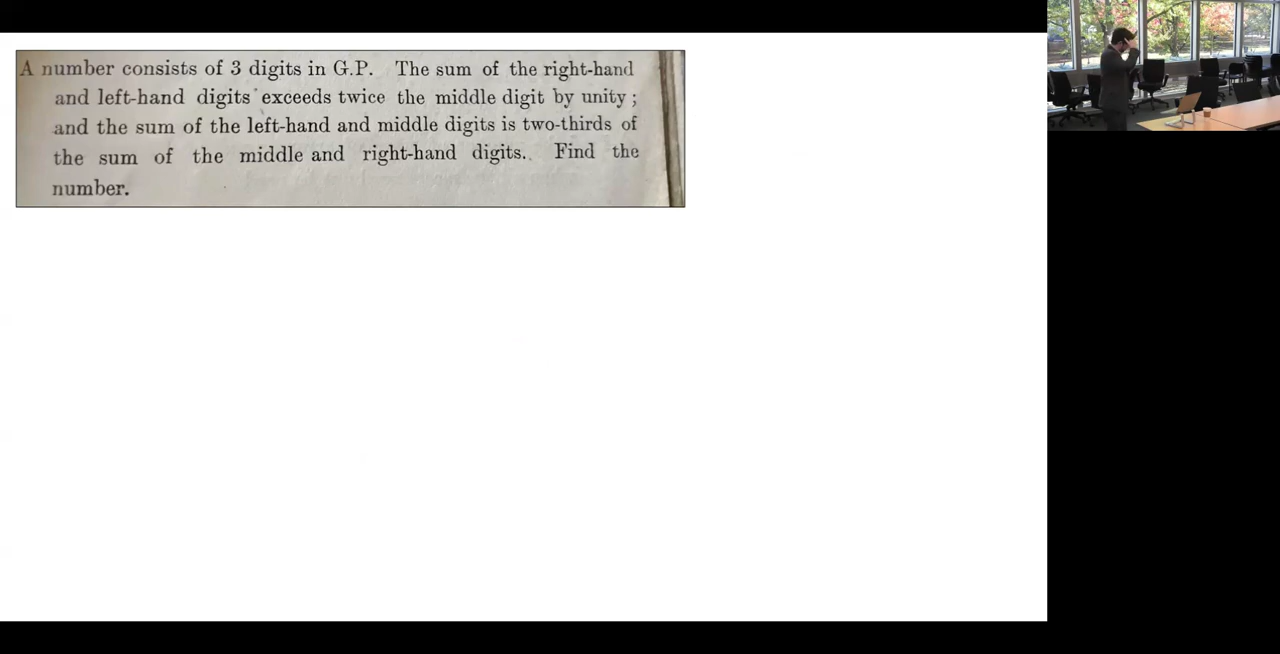 A number consists of 3 digits in G.P. The sum of the right-hand
and left-hand digits exceeds twice the middle digit by unity;
and the sum of the left-hand and middle digits is two-thirds of
the sum of the middle and right-hand digits. Find the
number.